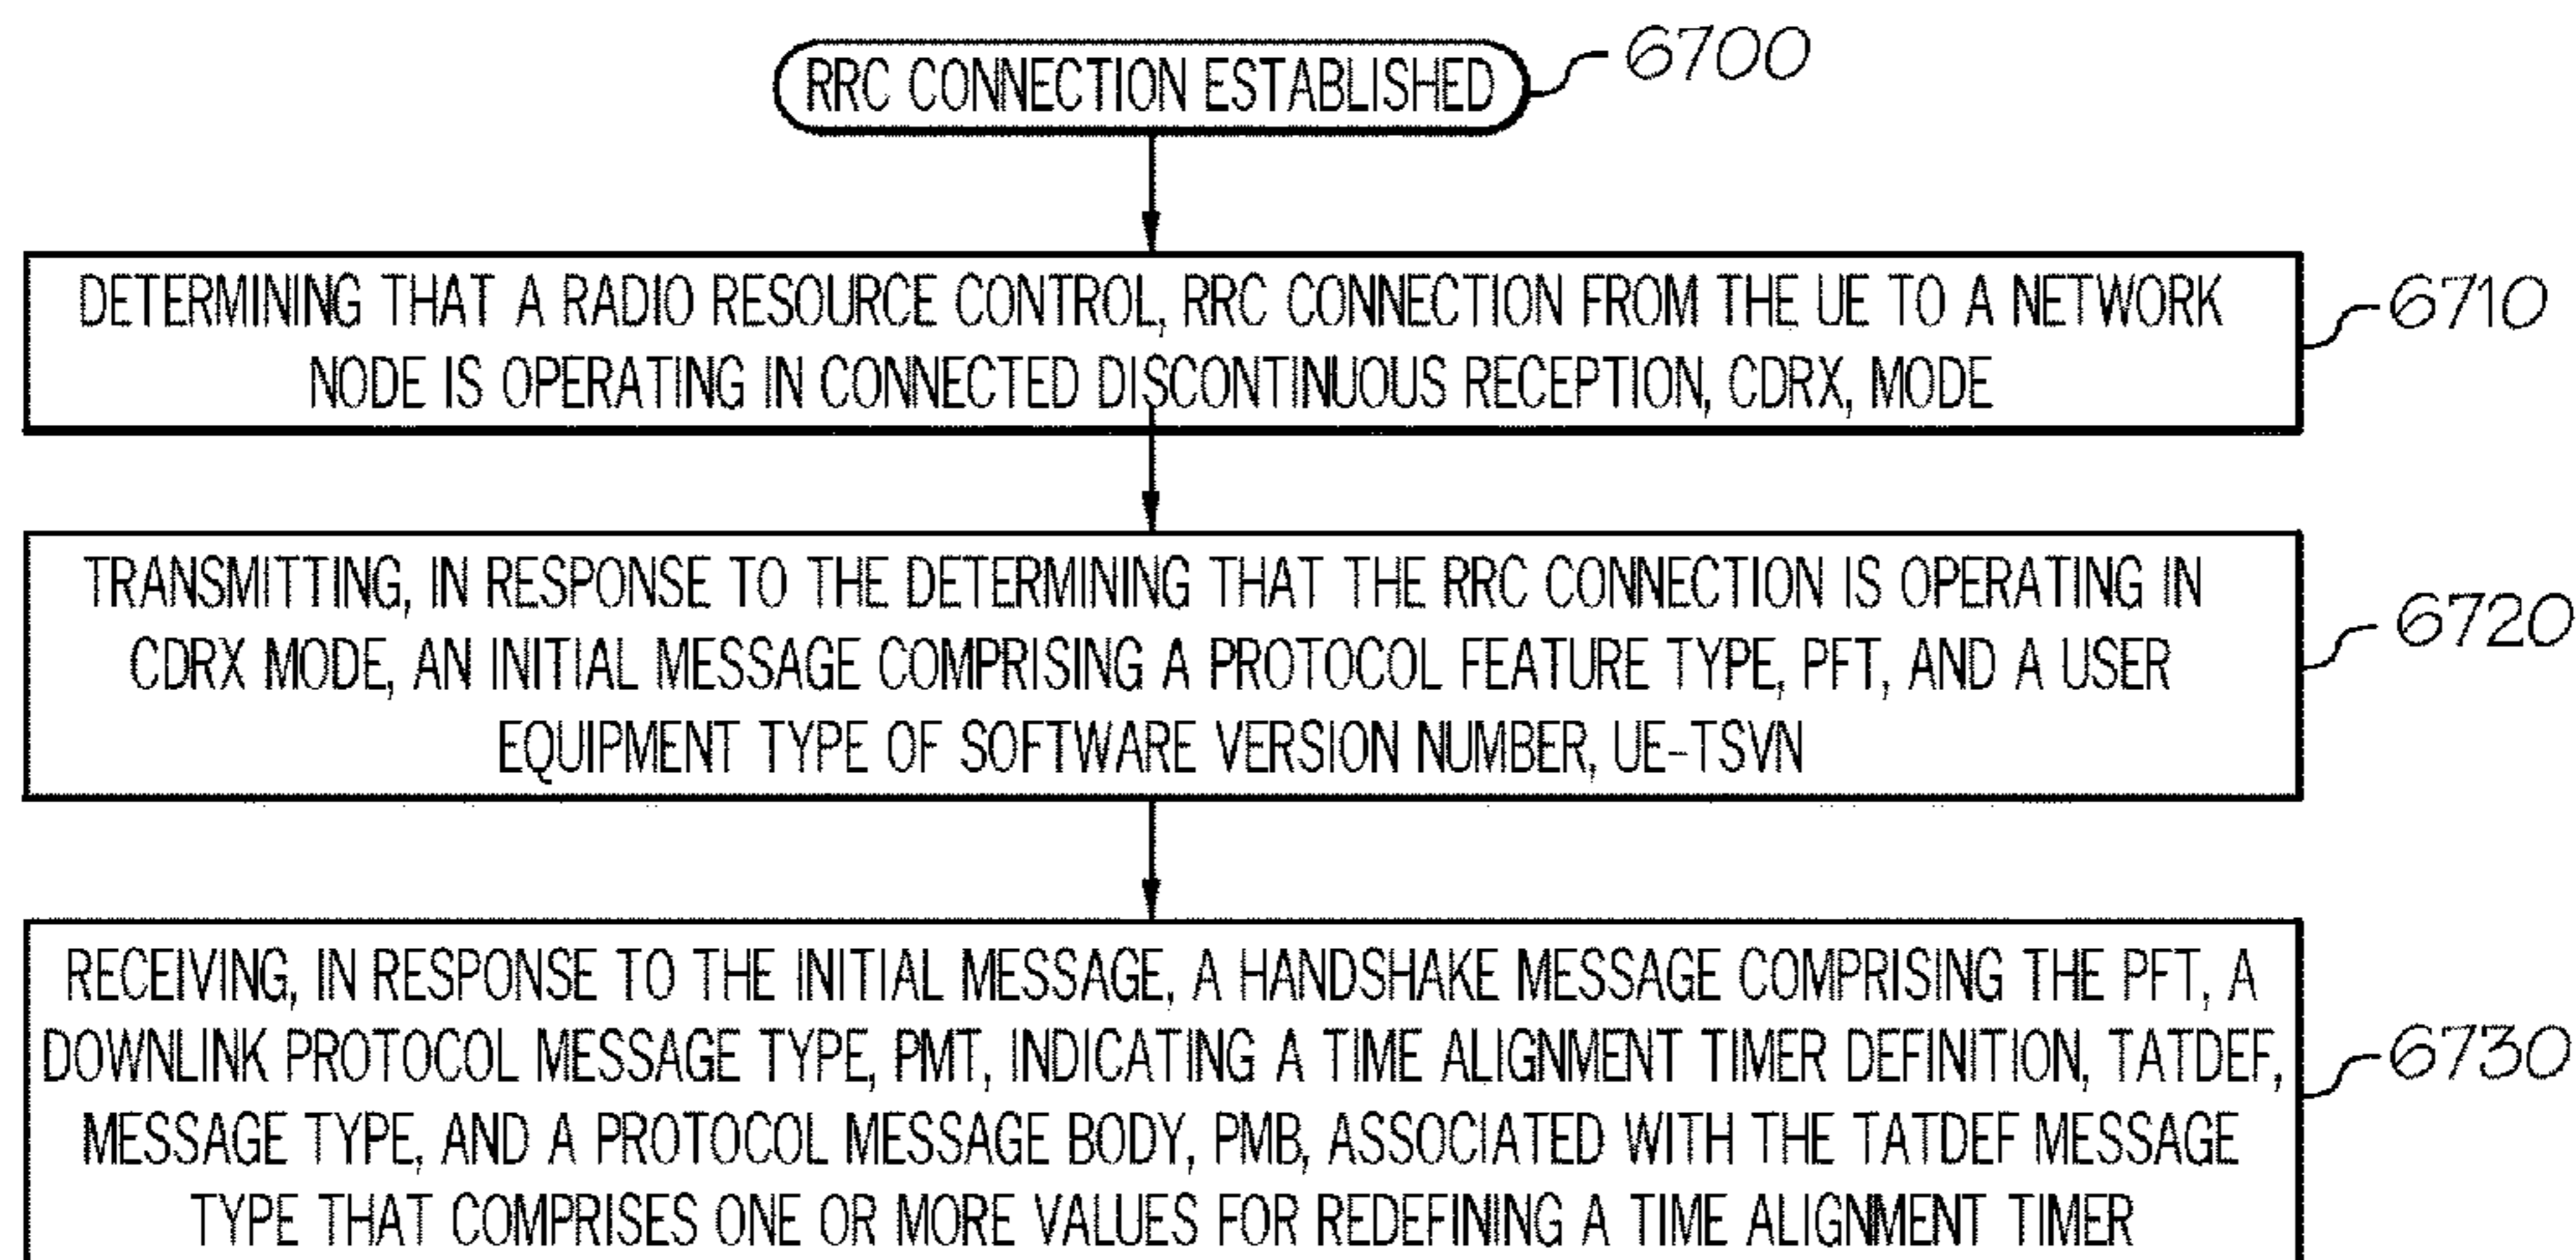 RRC CONNECTION ESTABLISHED
6700
DETERMINING THAT A RADIO RESOURCE CONTROL, RRC CONNECTION FROM THE UE TO A NETWORK
NODE IS OPERATING IN CONNECTED DISCONTINUOUS RECEPTION, CDRX, MODE
6710
TRANSMITTING, IN RESPONSE TO THE DETERMINING THAT THE RRC CONNECTION IS OPERATING IN
CDRX MODE, AN INITIAL MESSAGE COMPRISING A PROTOCOL FEATURE TYPE, PFT, AND A USER
EQUIPMENT TYPE OF SOFTWARE VERSION NUMBER, UE-TSVN
6720
RECEIVING, IN RESPONSE TO THE INITIAL MESSAGE, A HANDSHAKE MESSAGE COMPRISING THE PFT, A
DOWNLINK PROTOCOL MESSAGE TYPE, PMT, INDICATING A TIME ALIGNMENT TIMER DEFINITION, TATDEF,
MESSAGE TYPE, AND A PROTOCOL MESSAGE BODY, PMB, ASSOCIATED WITH THE TATDEF MESSAGE
TYPE THAT COMPRISES ONE OR MORE VALUES FOR REDEFINING A TIME ALIGNMENT TIMER
6730